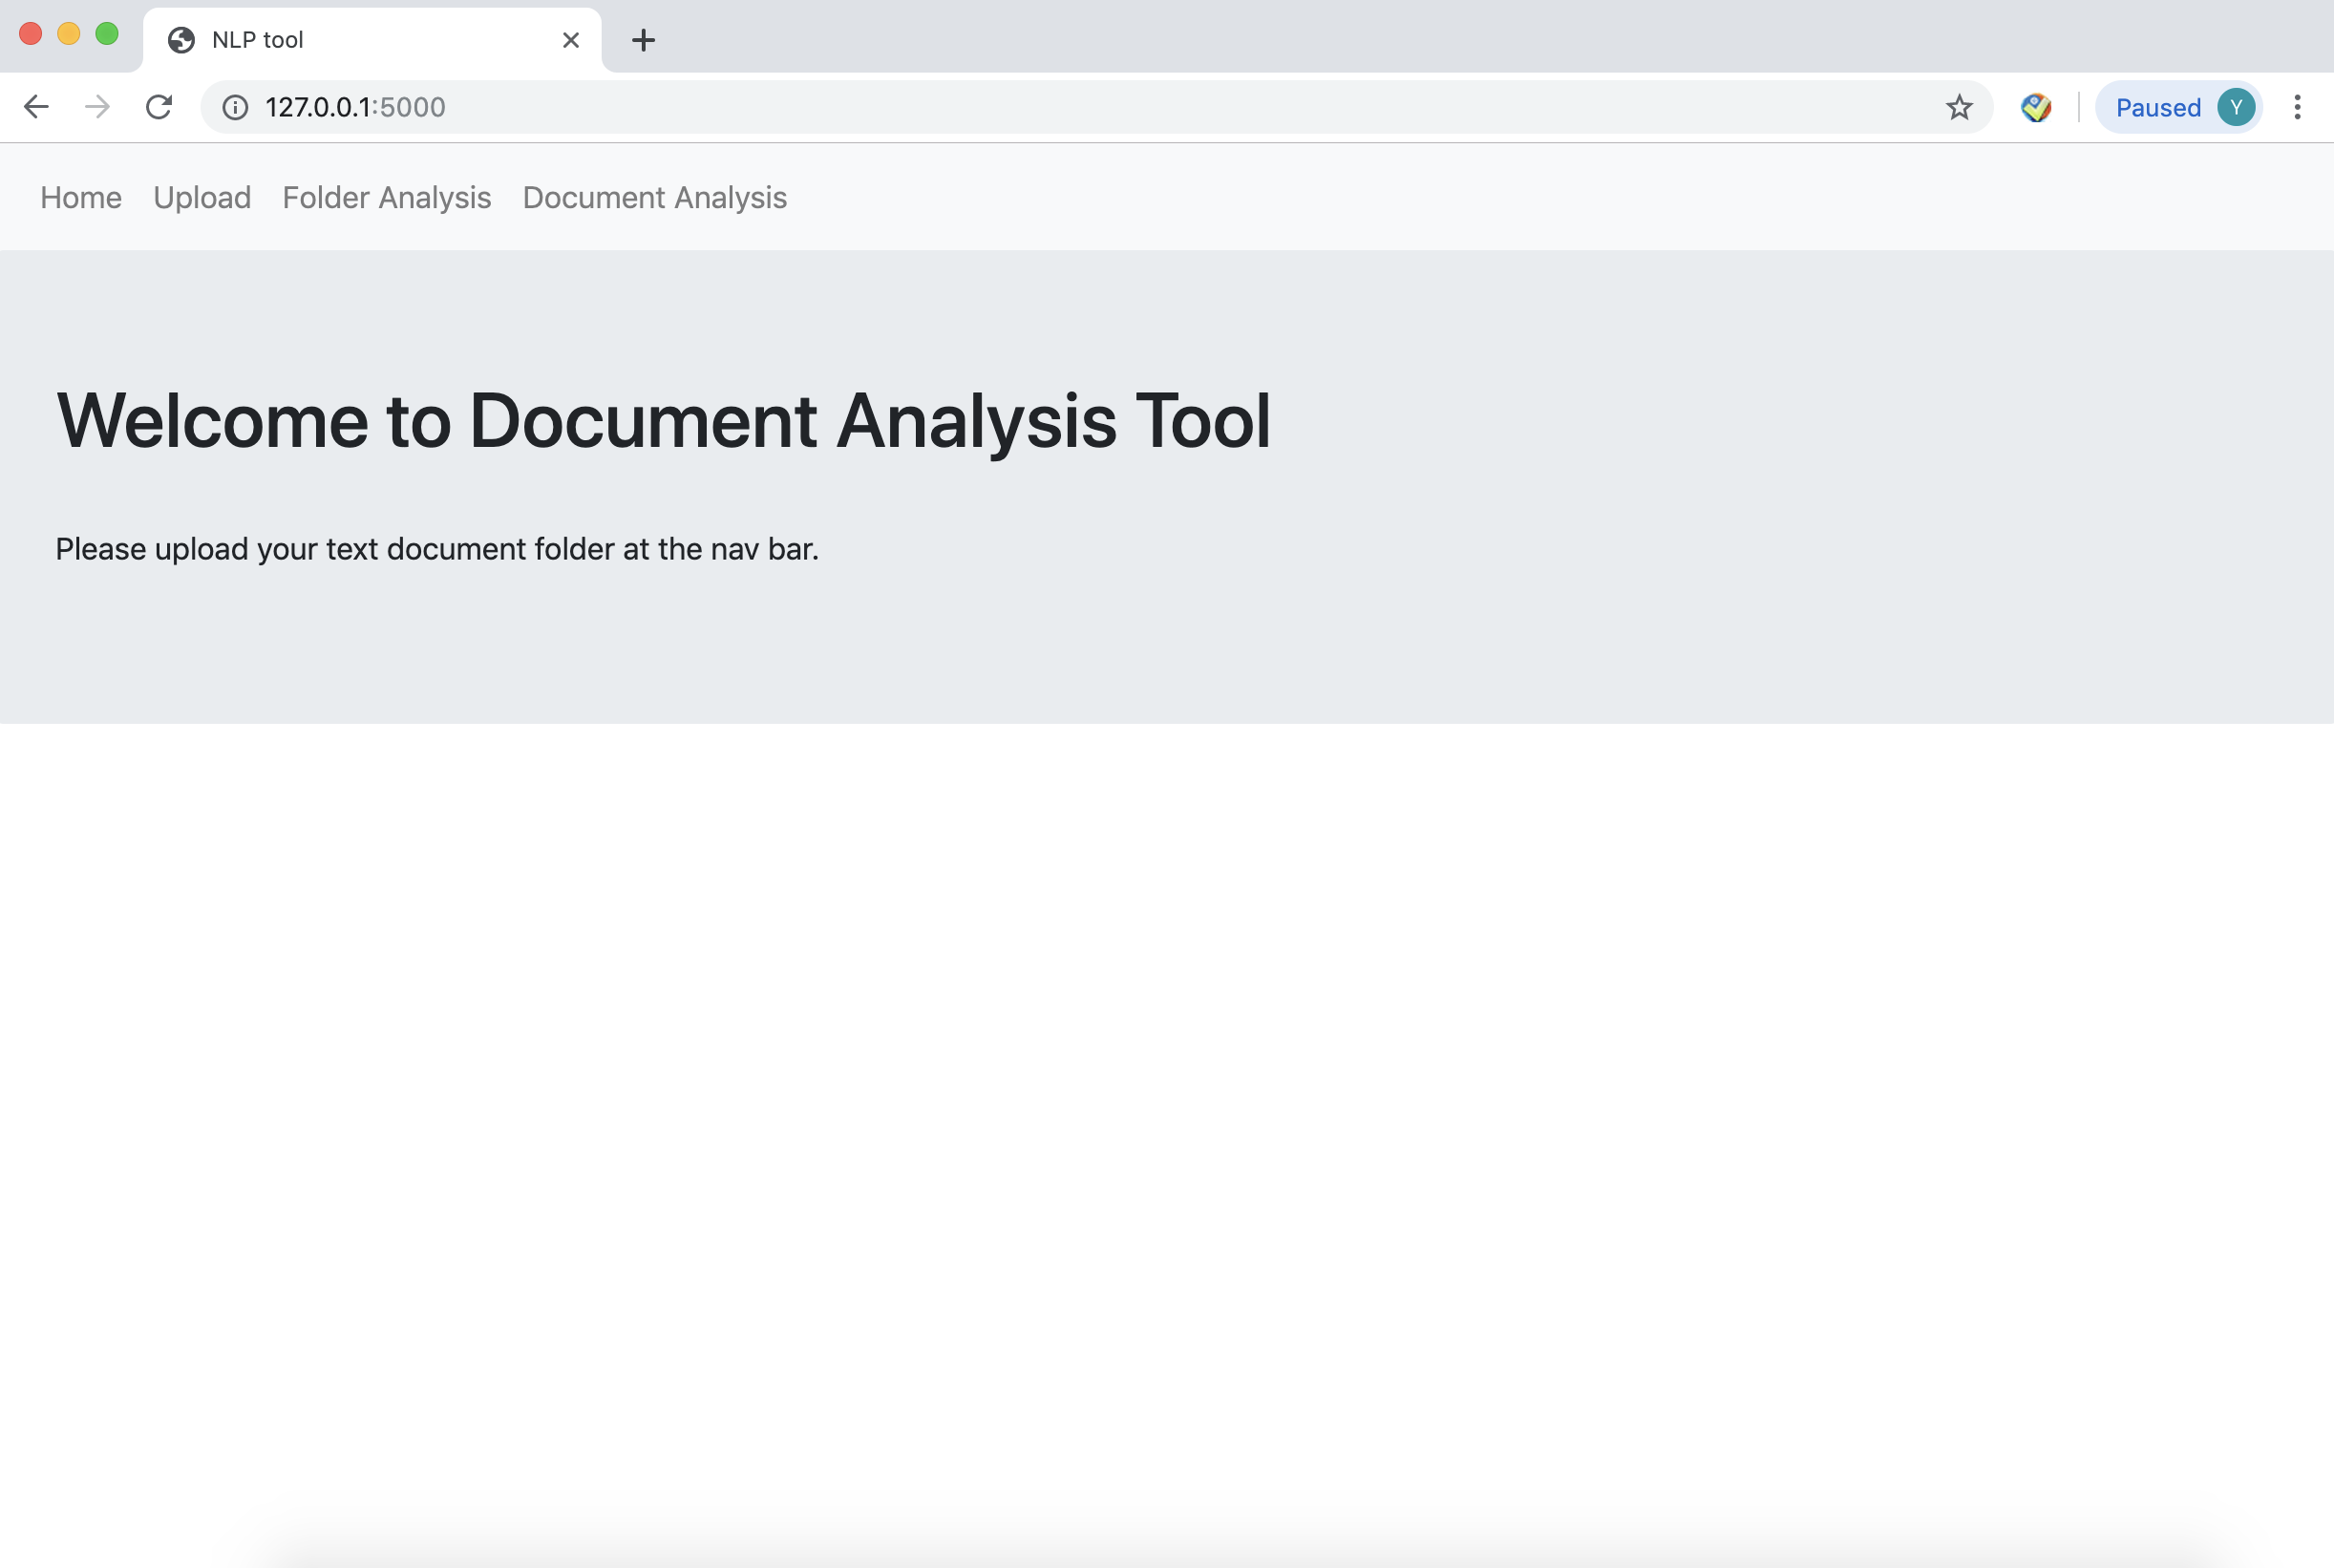 NLP tool
127.0.0.1:5000
Paused Y
Home Upload Folder Analysis Document Analysis
Welcome to Document Analysis Tool
Please upload your text document folder at the nav bar.